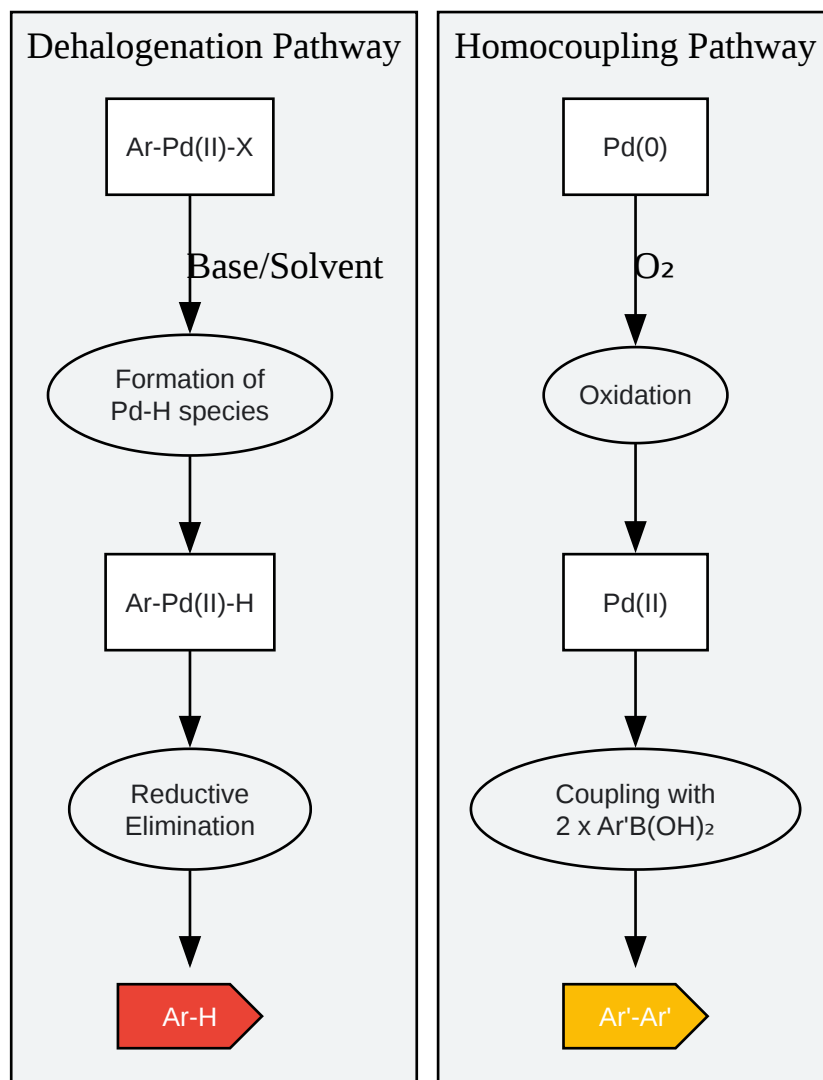 Dehalogenation Pathway
Ar-Pd(II)-X
Base/Solvent
Formation of
Pd-H species
Ar-Pd(II)-H
Reductive
Elimination
Ar-H
Homocoupling Pathway
Pd(0)
O₂
Oxidation
Pd(II)
Coupling with
2 x Ar'B(OH)₂
Ar'-Ar'